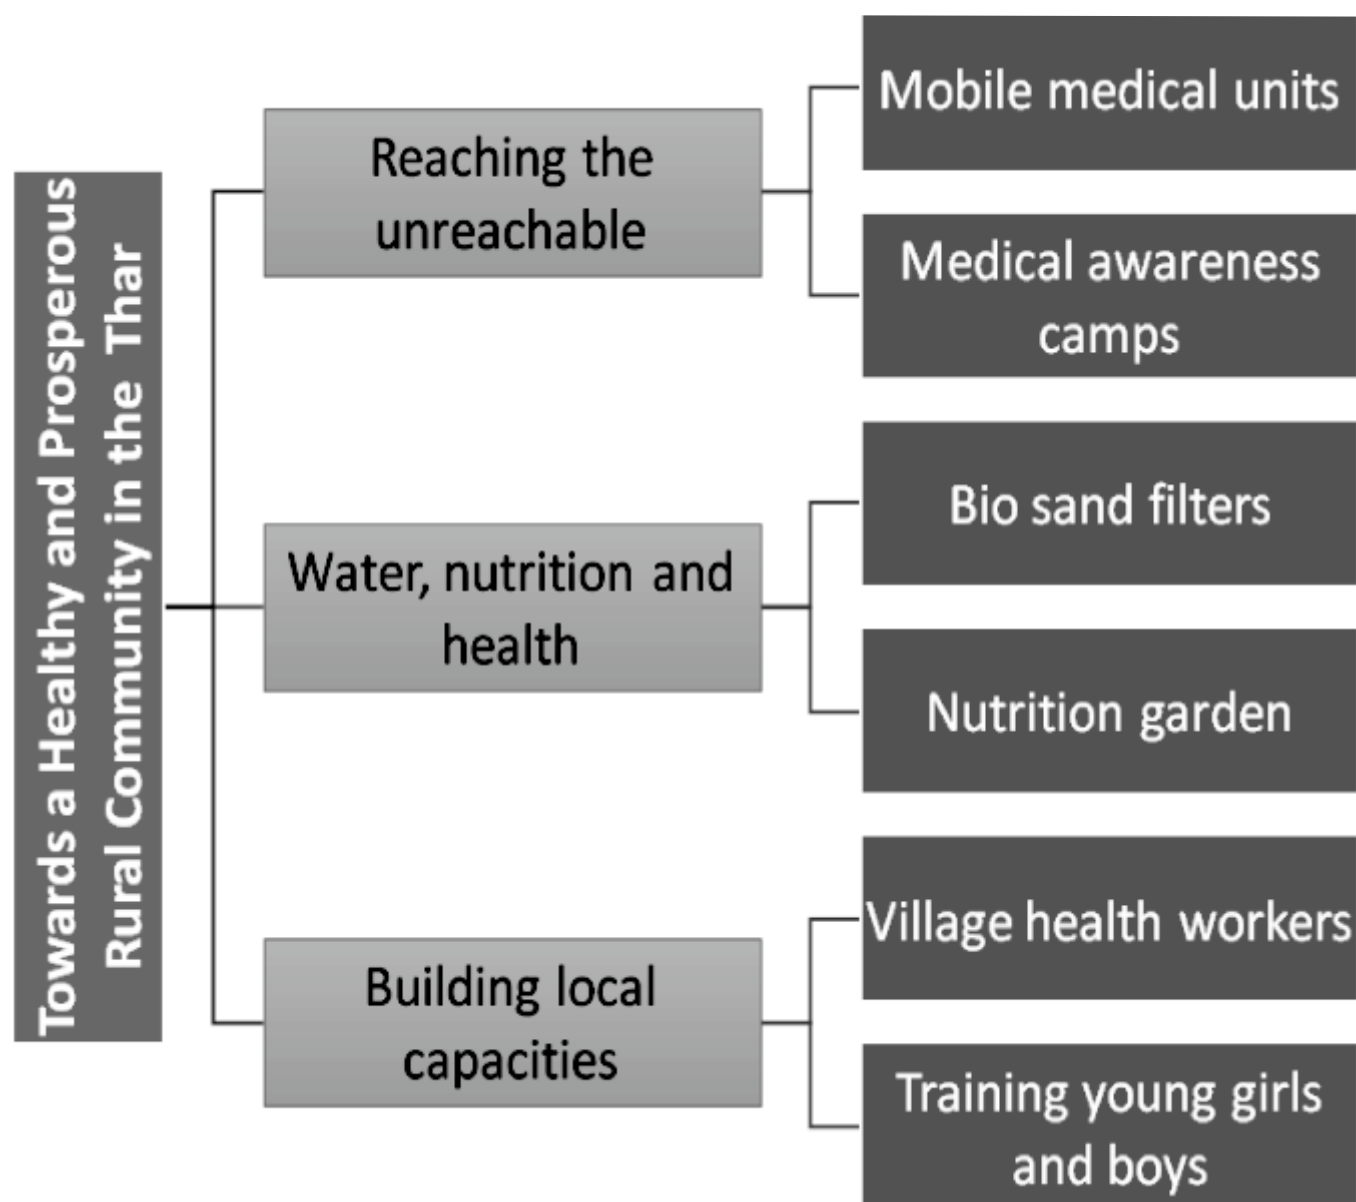 Towards a Healthy and Prosperous
Rural Community in the Thar
Reaching the
unreachable
Mobile medical units
Medical awareness
camps
Water, nutrition and
health
Bio sand filters
Nutrition garden
Building local
capacities
Village health workers
Training young girls
and boys